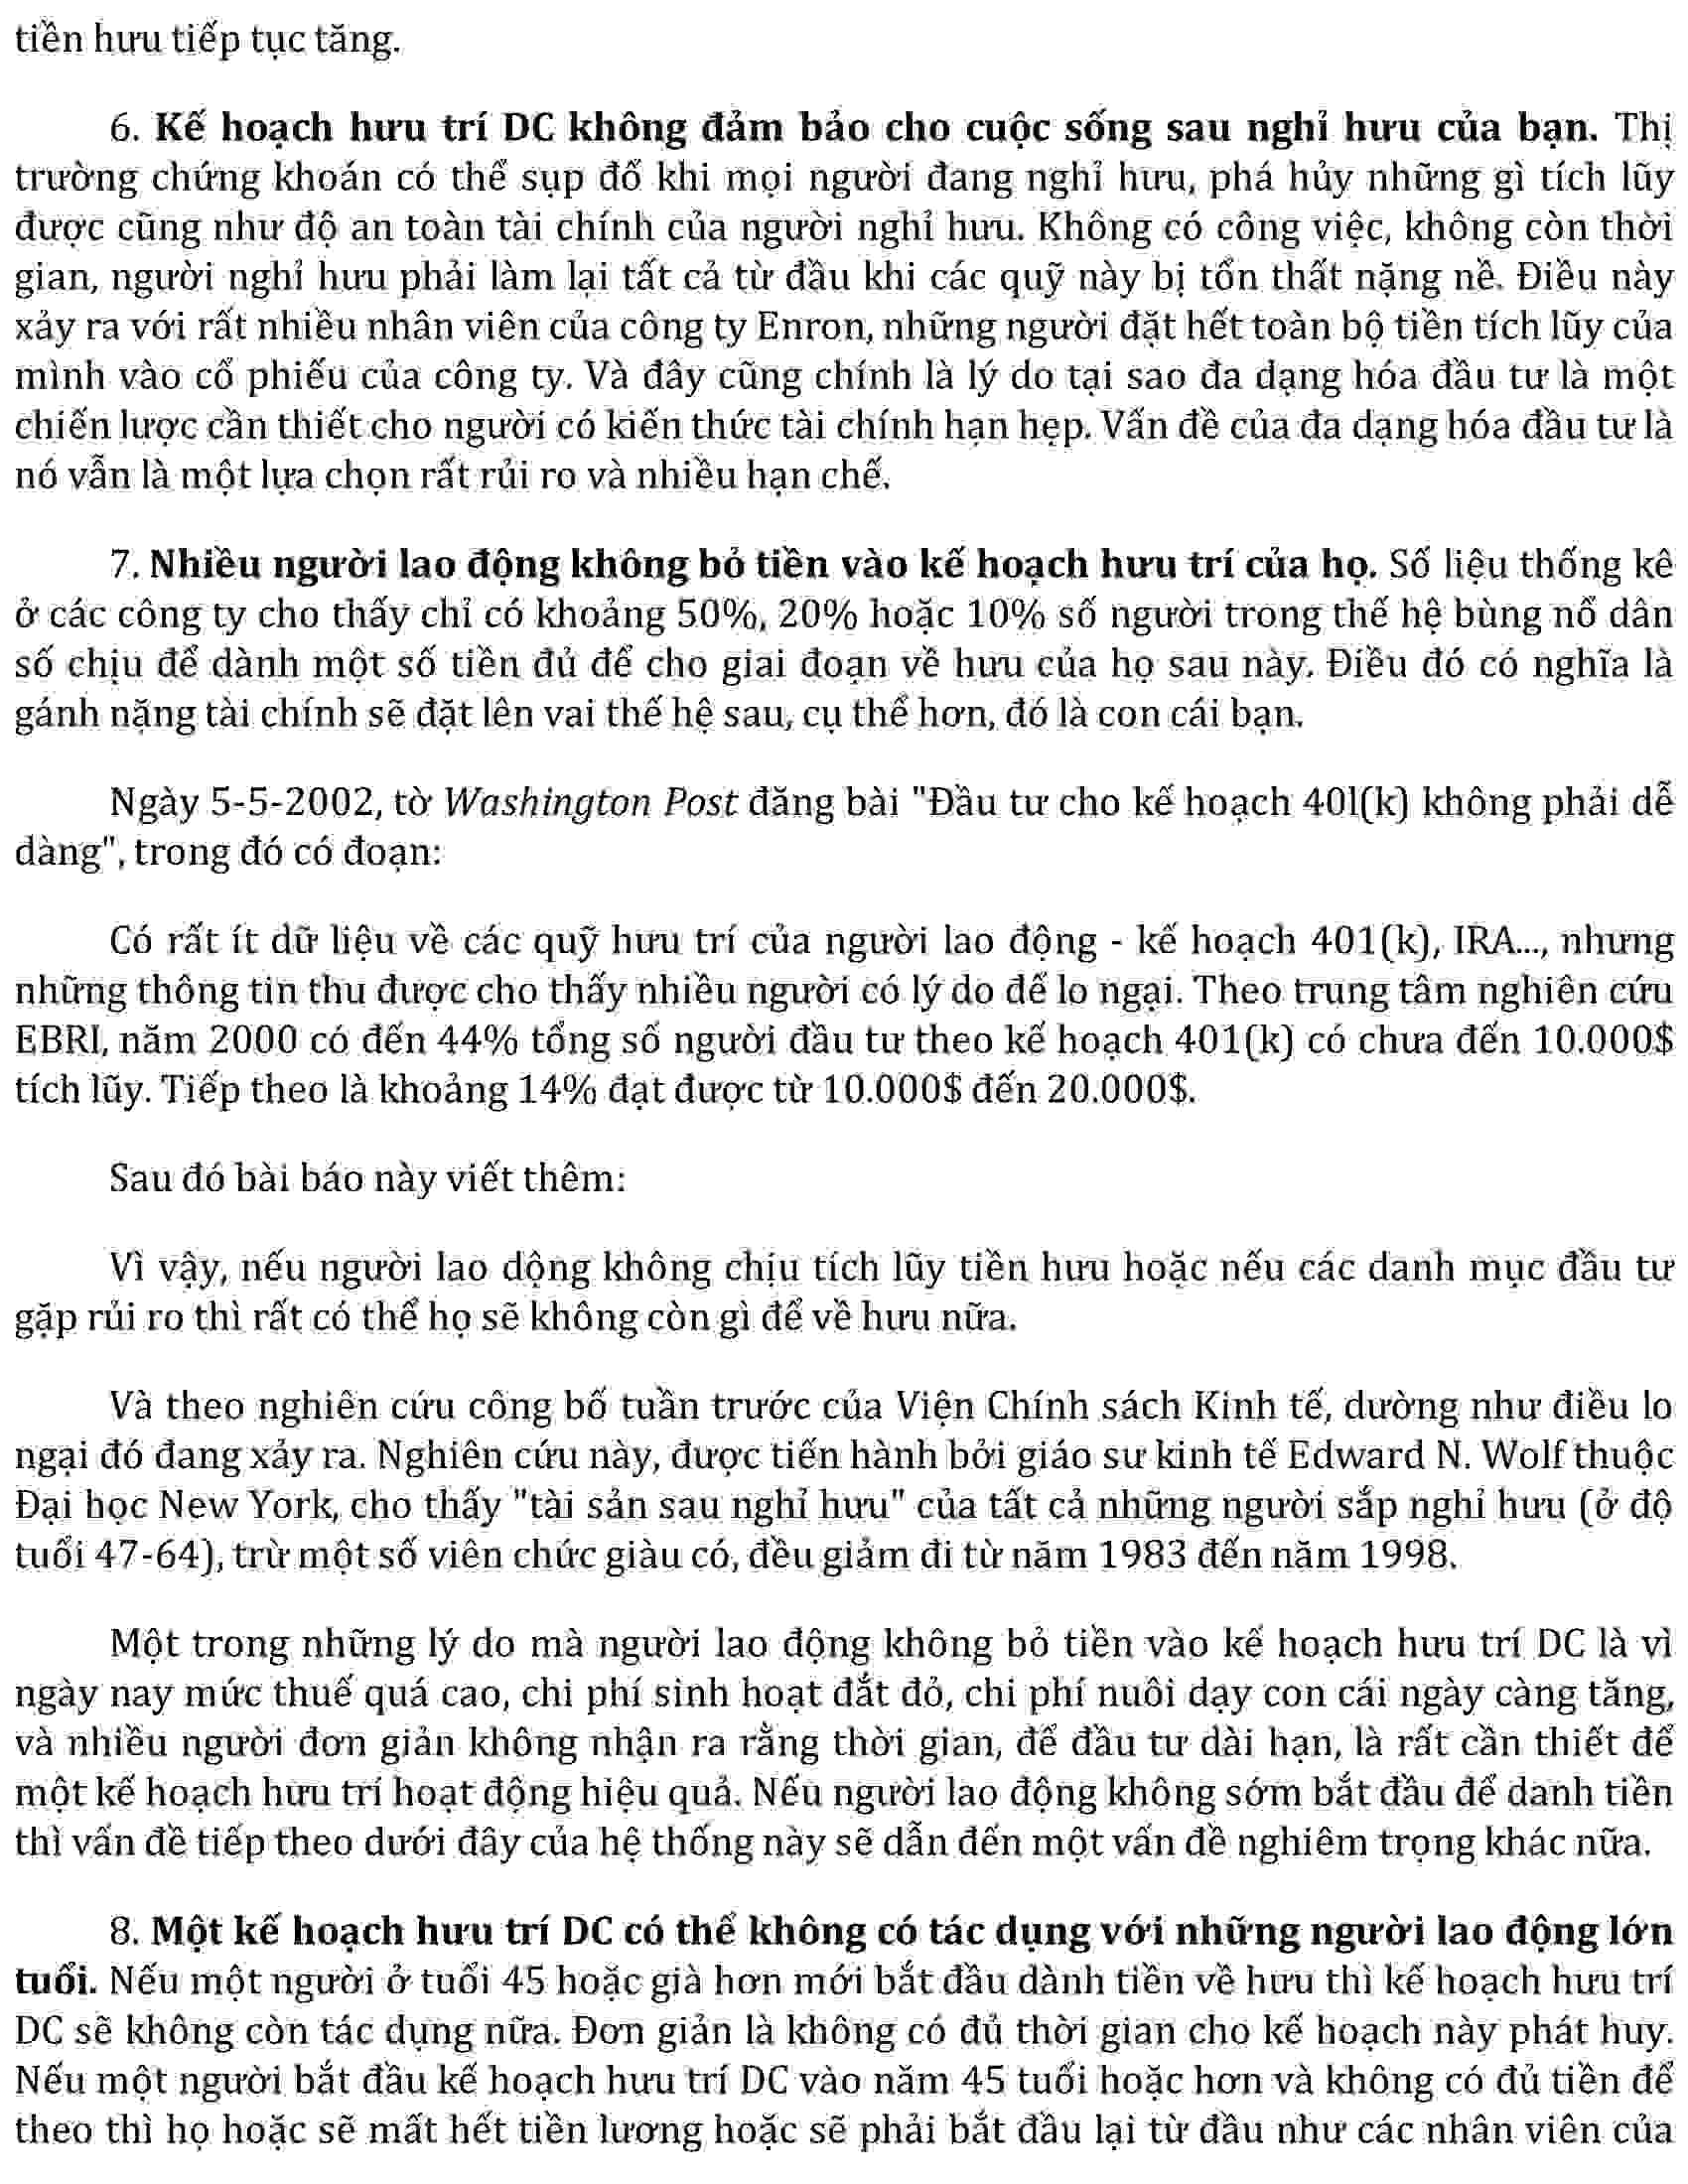 tiền hưu tiếp tục tăng.
6. Kế hoạch hưu trí DC không đảm bảo cho cuộc sống sau nghỉ hưu của bạn. Thị
trường chứng khoán có thể sụp đổ khi mọi người đang nghỉ hưu, phá hủy những gì tích lũy
được cũng như độ an toàn tài chính của người nghỉ hưu. Không có công việc, không còn thời
gian, người nghỉ hưu phải làm lại tất cả từ đầu khi các quỹ này bị tổn thất nặng nề. Điều này
xảy ra với rất nhiều nhân viên của công ty Enron, những người đặt hết toàn bộ tiền tích lũy của
mình vào cổ phiếu của công ty. Và đây cũng chính là lý do tại sao đa dạng hóa đầu tư là một
chiến lược cần thiết cho người có kiến thức tài chính hạn hẹp. Vấn đề của đa dạng hóa đầu tư là
nó vẫn là một lựa chọn rất rủi ro và nhiều hạn chế.
7. Nhiều người lao động không bỏ tiền vào kế hoạch hưu trí của họ. Số liệu thống kê
ở các công ty cho thấy chỉ có khoảng 50%, 20% hoặc 10% số người trong thế hệ bùng nổ dân
số chịu để dành một số tiền đủ để cho giai đoạn về hưu của họ sau này. Điều đó có nghĩa là
gánh nặng tài chính sẽ đặt lên vai thế hệ sau, cụ thể hơn, đó là con cái bạn.
Ngày 5-5-2002, tờ Washington Post đăng bài "Đầu tư cho kế hoạch 40l(k) không phải dễ
dàng", trong đó có đoạn:
Có rất ít dữ liệu về các quỹ hưu trí của người lao động - kế hoạch 401(k), IRA..., nhưng
những thông tin thu được cho thấy nhiều người có lý do để lo ngại. Theo trung tâm nghiên cứu
EBRI, năm 2000 có đến 44% tổng số người đầu tư theo kế hoạch 401(k) có chưa đến 10.000$
tích lũy. Tiếp theo là khoảng 14% đạt được từ 10.000$ đến 20.000$.
Sau đó bài báo này viết thêm:
Vì vậy, nếu người lao dộng không chịu tích lũy tiền hưu hoặc nếu các danh mục đầu tư
gặp rủi ro thì rất có thể họ sẽ không còn gì để về hưu nữa.
Và theo nghiên cứu công bố tuần trước của Viện Chính sách Kinh tế, dường như điều lo
ngại đó đang xảy ra. Nghiên cứu này, được tiến hành bởi giáo sư kinh tế Edward N. Wolf thuộc
Đại học New York, cho thấy "tài sản sau nghỉ hưu" của tất cả những người sắp nghỉ hưu (ở độ
tuổi 47-64), trừ một số viên chức giàu có, đều giảm đi từ năm 1983 đến năm 1998.
Một trong những lý do mà người lao động không bỏ tiền vào kế hoạch hưu trí DC là vì
ngày nay mức thuế quá cao, chi phí sinh hoạt đắt đỏ, chi phí nuôi dạy con cái ngày càng tăng,
và nhiều người đơn giản không nhận ra rằng thời gian, để đầu tư dài hạn, là rất cần thiết để
một kế hoạch hưu trí hoạt động hiệu quả. Nếu người lao động không sớm bắt đầu để danh tiền
thì vấn đề tiếp theo dưới đây của hệ thống này sẽ dẫn đến một vấn đề nghiêm trọng khác nữa.
8. Một kế hoạch hưu trí DC có thể không có tác dụng với những người lao động lớn
tuổi. Nếu một người ở tuổi 45 hoặc già hơn mới bắt đầu dành tiền về hưu thì kế hoạch hưu trí
DC sẽ không còn tác dụng nữa. Đơn giản là không có đủ thời gian cho kế hoạch này phát huy.
Nếu một người bắt đầu kế hoạch hưu trí DC vào năm 45 tuổi hoặc hơn và không có đủ tiền để
theo thì họ hoặc sẽ mất hết tiền lương hoặc sẽ phải bắt đầu lại từ đầu như các nhân viên của